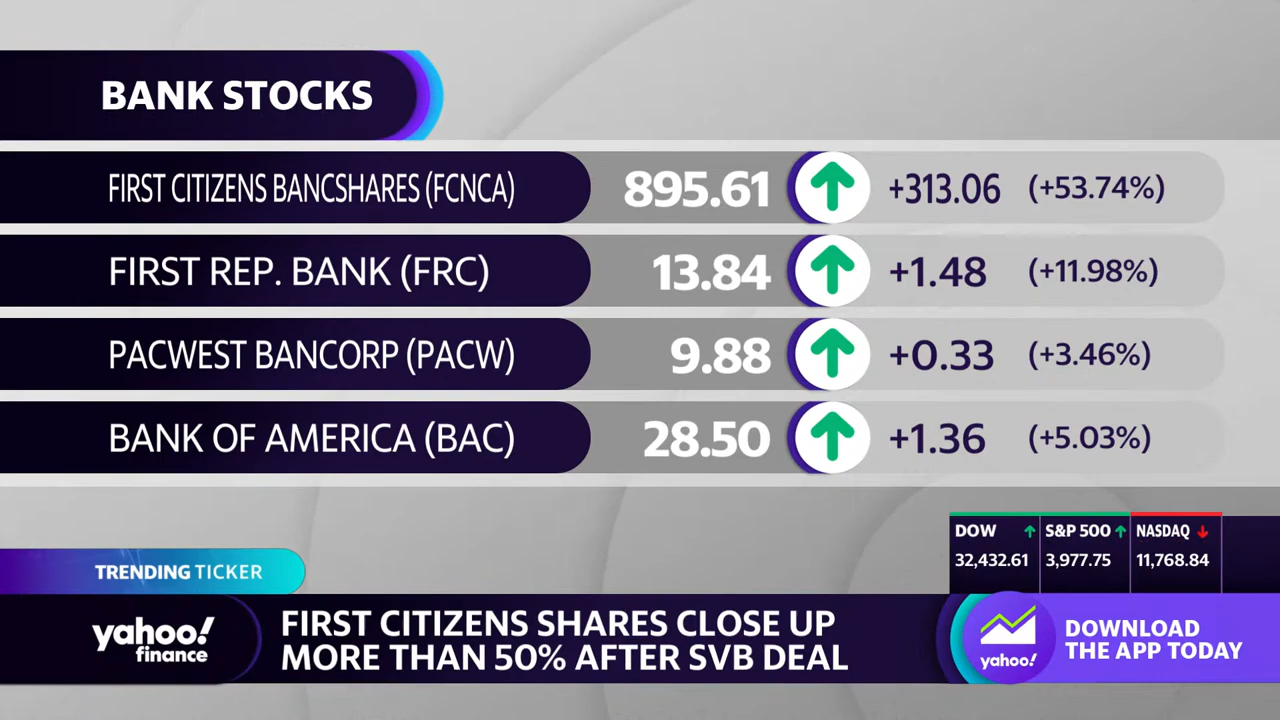 BANK STOCKS
FIRST CITIZENS BANCSHARES (FCNCA) 895.61 +313.06 (+53.74%)
FIRST REP. BANK (FRC) 13.84 +1.48 (+11.98%)
PACWEST BANCORP (PACW) 9.88 +0.33 (+3.46%)
BANK OF AMERICA (BAC) 28.50 +1.36 (+5.03%)
DOW S&P 500 NASDAQ
32,432.61 3,977.75 11,768.84
TRENDING TICKER
yahoo!
finance
FIRST CITIZENS SHARES CLOSE UP
MORE THAN 50% AFTER SVB DEAL
yahoo!
DOWNLOAD
THE APP TODAY